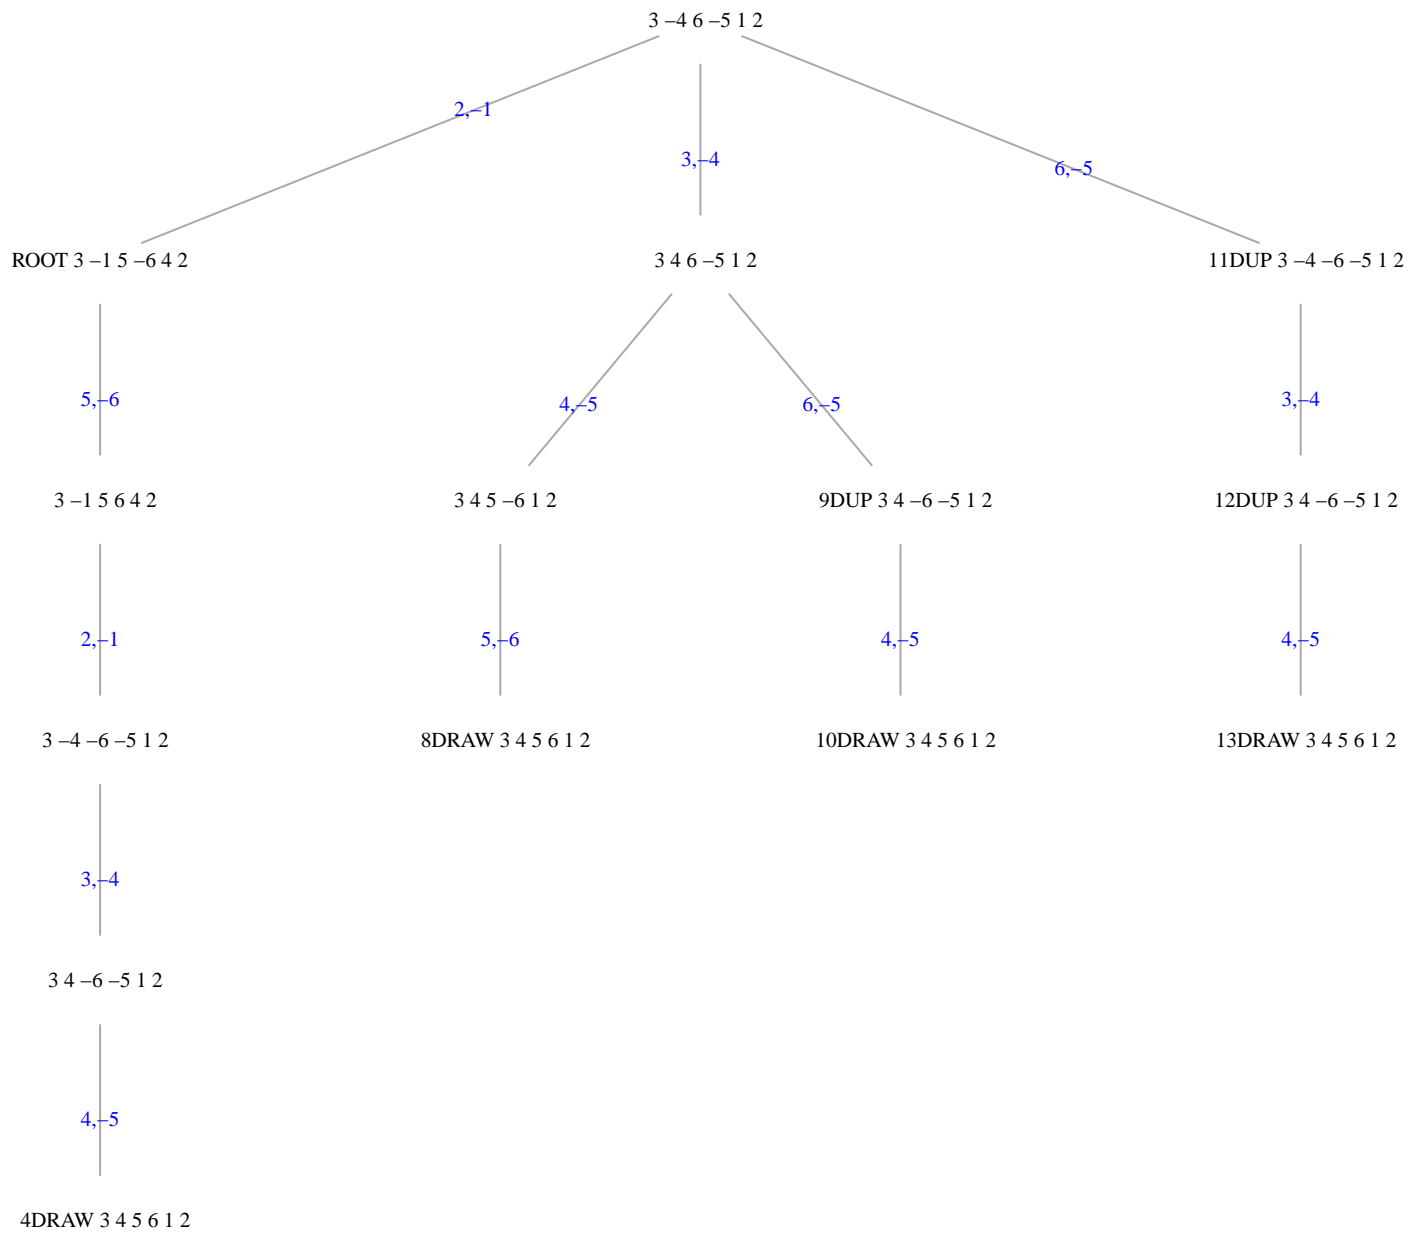 3 –4 6 –5 1 2
2,–1
3,–4
6,–5
ROOT 3 –1 5 –6 4 2
3 4 6 –5 1 2
11DUP 3 –4 –6 –5 1 2
5,–6
4,–5
6,–5
3,–4
3 –1 5 6 4 2
3 4 5 –6 1 2
9DUP 3 4 –6 –5 1 2
12DUP 3 4 –6 –5 1 2
2,–1
5,–6
4,–5
4,–5
3 –4 –6 –5 1 2
8DRAW 3 4 5 6 1 2
10DRAW 3 4 5 6 1 2
13DRAW 3 4 5 6 1 2
3,–4
3 4 –6 –5 1 2
4,–5
4DRAW 3 4 5 6 1 2